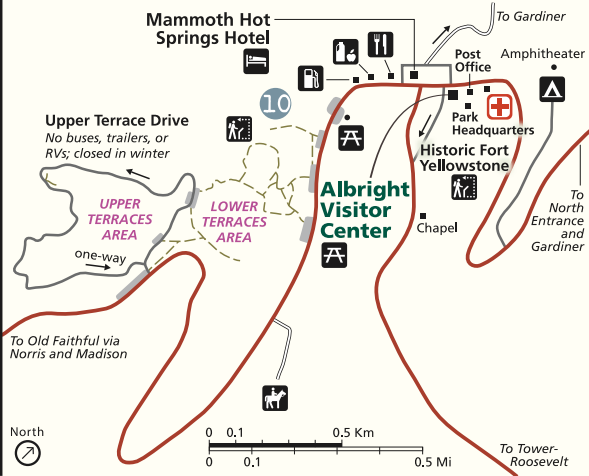 To Gardiner
Mammoth Hot
Springs Hotel
Post
Office
Amphitheater
10
Park
Headquarters
Upper Terrace Drive
No buses, trailers, or
RVs; closed in winter
Historic Fort
Yellowstone
UPPER
TERRACES
AREA
LOWER
TERRACES
AREA
Albright
Visitor
Center
Chapel
To
North
Entrance
and
Gardiner
one-way
To Old Faithful via
Norris and Madison
North
0 0.1 0.5 Km
0 0.1 0.5 Mi
To Tower-
Roosevelt